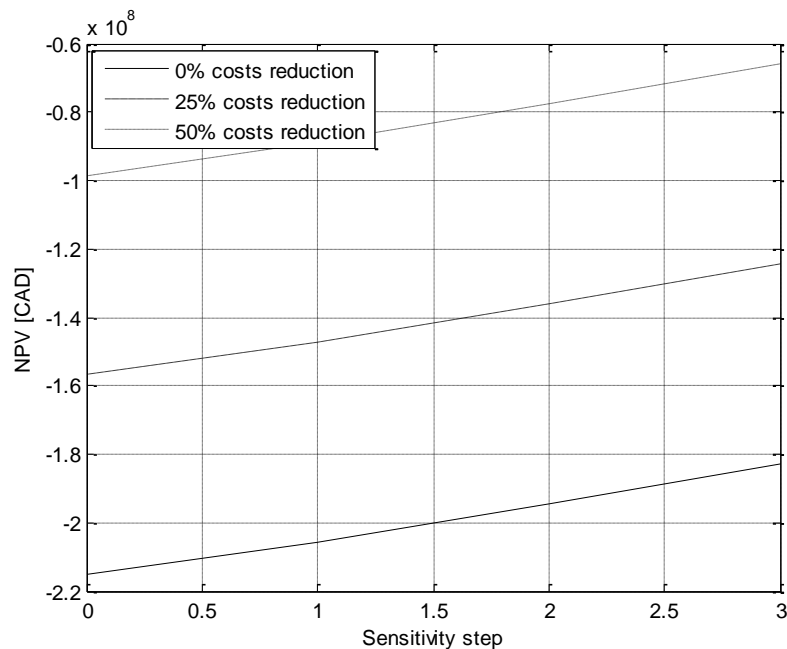 x 10^8
-0.6
-0.8
-1
-1.2
-1.4
-1.6
-1.8
-2
-2.2
NPV [CAD]
0% costs reduction
25% costs reduction
50% costs reduction
0 0.5 1 1.5 2 2.5 3
Sensitivity step